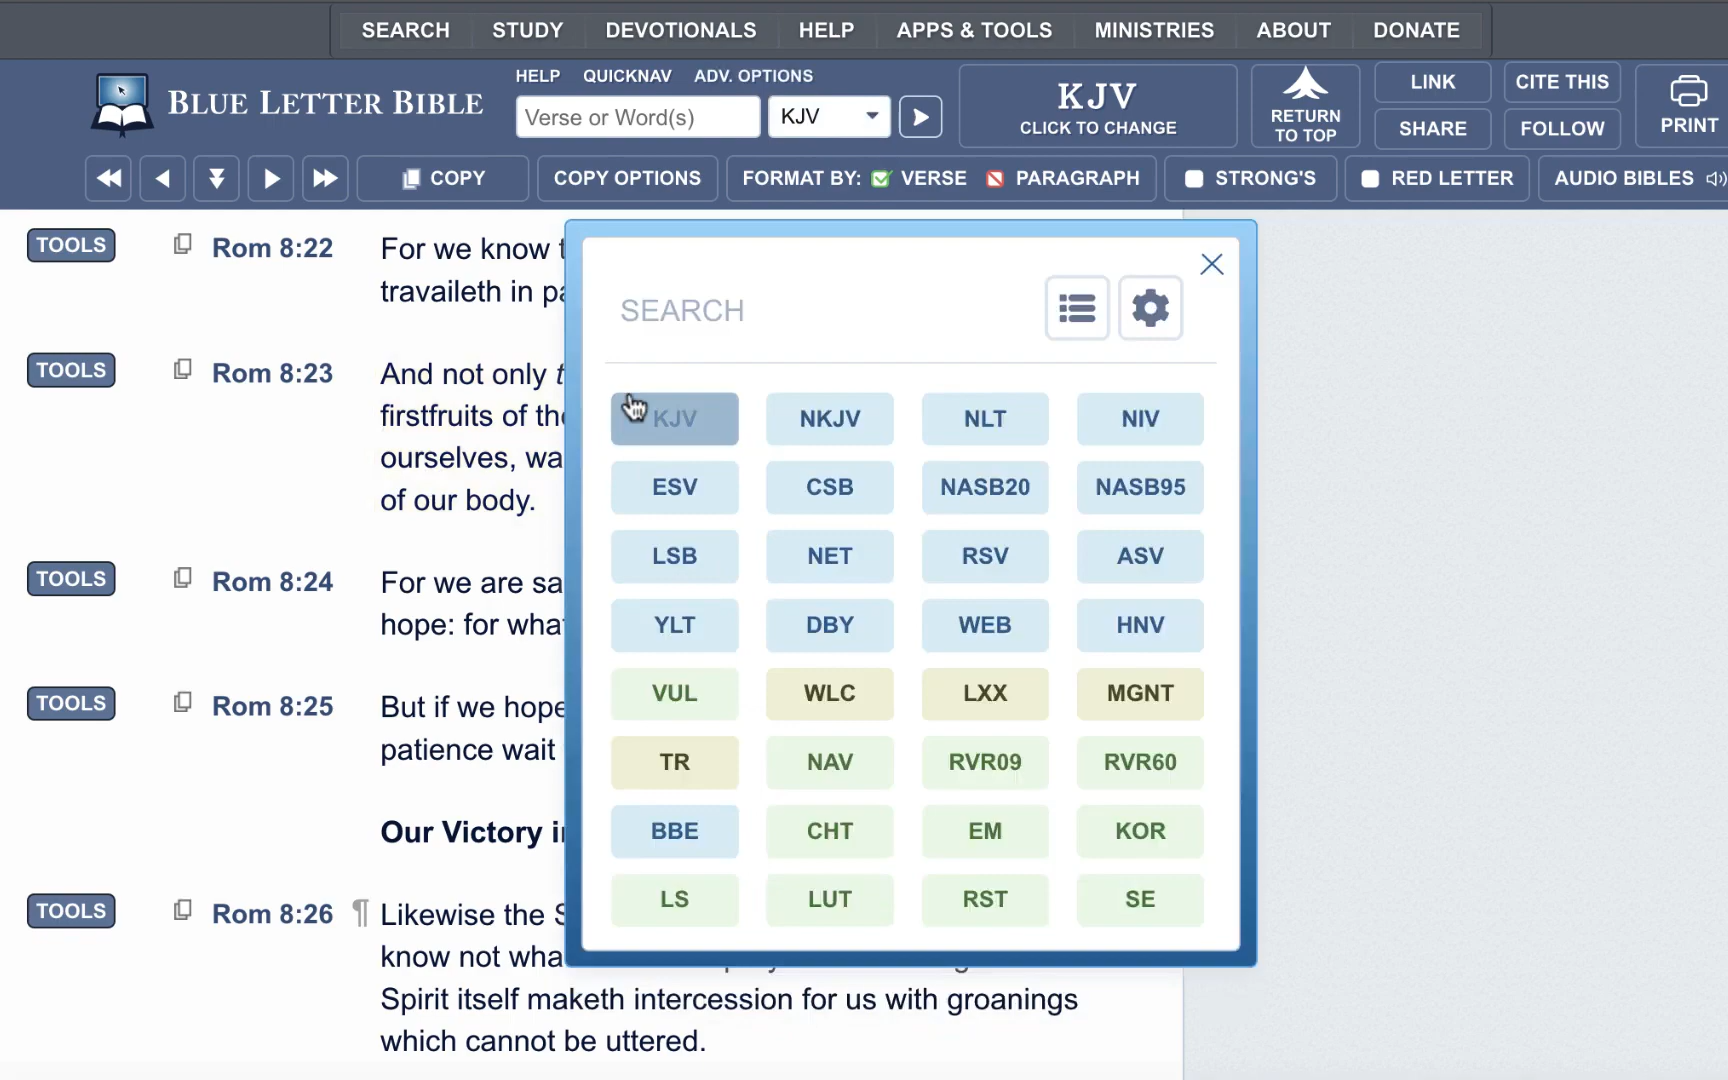 SEARCH STUDY DEVOTIONALS HELP APPS & TOOLS MINISTRIES ABOUT DONATE
BLUE LETTER BIBLE
HELP QUICKNAV ADV. OPTIONS
Verse or Word(s) KJV
KJV
CLICK TO CHANGE
RETURN
TO TOP
LINK CITE THIS
SHARE FOLLOW
PRINT
COPY COPY OPTIONS FORMAT BY: VERSE PARAGRAPH STRONG'S RED LETTER AUDIO BIBLES
TOOLS Rom 8:22 For we know
travaileth in
TOOLS Rom 8:23 And not only
firstfruits of
ourselves,
of our body.
TOOLS Rom 8:24 For we are
hope: for
TOOLS Rom 8:25 But if we hope
patience wait
Our Victory
TOOLS Rom 8:26 ¶ Likewise the
know not
Spirit itself maketh intercession for us with groanings
which cannot be uttered.
SEARCH
KJV NKJV NLT NIV
ESV CSB NASB20 NASB95
LSB NET RSV ASV
YLT DBY WEB HNV
VUL WLC LXX MGNT
TR NAV RVR09 RVR60
BBE CHT EM KOR
LS LUT RST SE